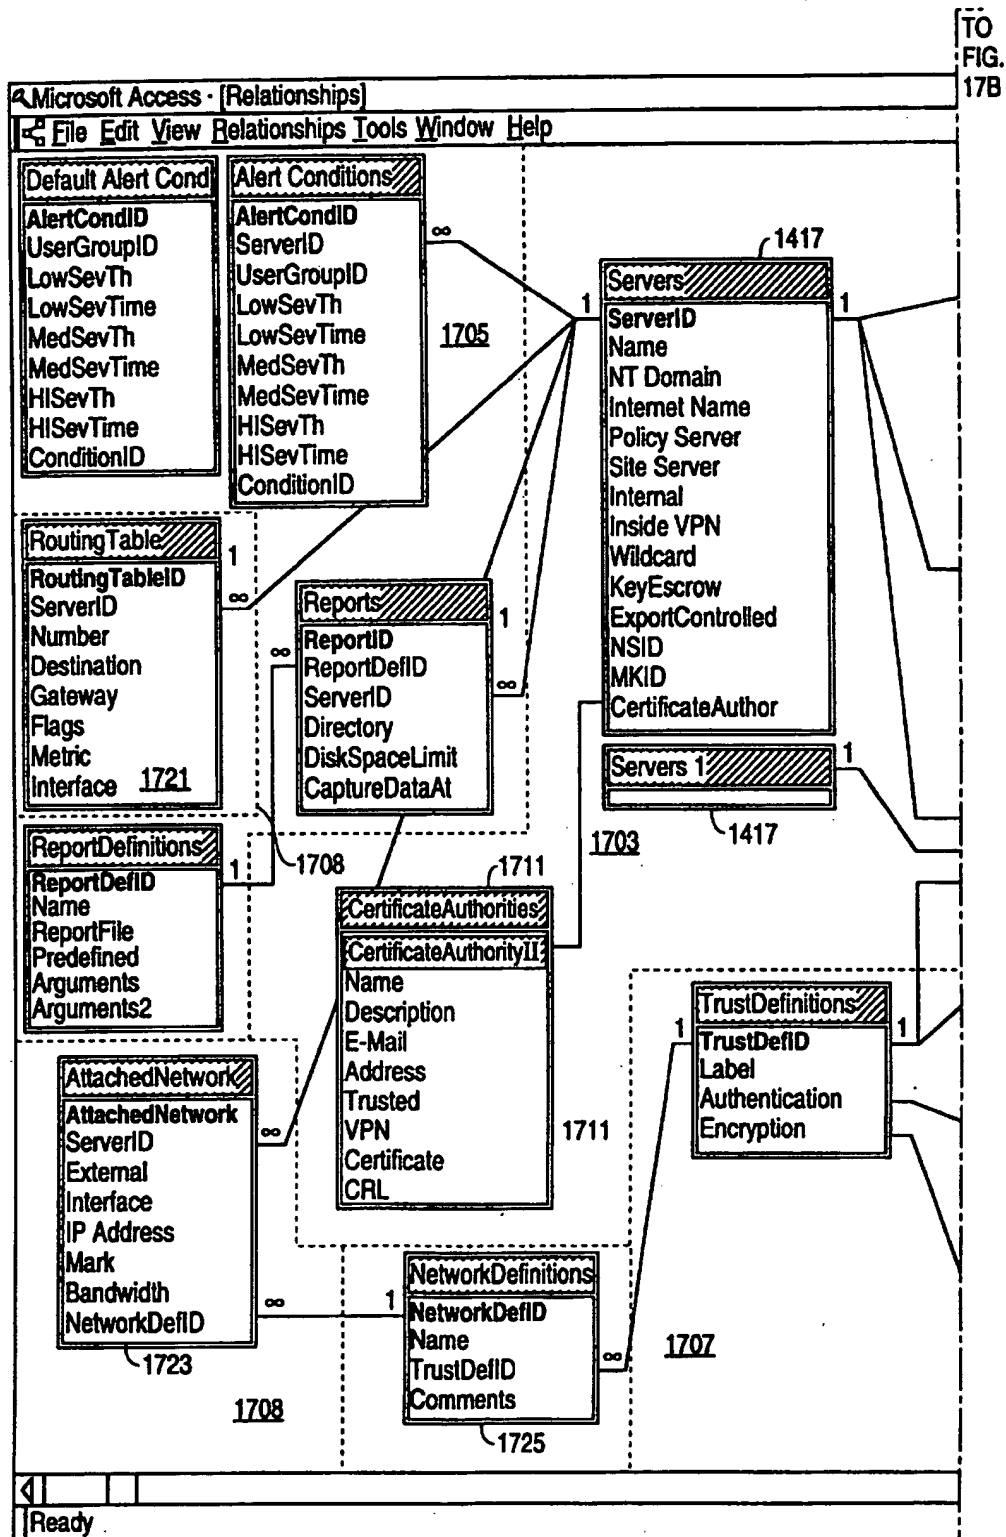 TO
FIG.
17B
Microsoft Access · [Relationships]
File Edit View Relationships Tools Window Help
Default Alert Cond
AlertCondID
UserGroupID
LowSevTh
LowSevTime
MedSevTh
MedSevTime
HISevTh
HISevTime
ConditionID
Alert Conditions
AlertCondID
ServerID
UserGroupID
LowSevTh
LowSevTime
MedSevTh
MedSevTime
HISevTh
HISevTime
ConditionID
∞
1705
1417
Servers
1
1
ServerID
Name
NT Domain
Internet Name
Policy Server
Site Server
Internal
Inside VPN
Wildcard
KeyEscrow
ExportControlled
NSID
MKID
CertificateAuthor
Servers 1
1
1417
RoutingTable
1
RoutingTableID
ServerID
∞
Number
Destination
Gateway
Flags
Metric
Interface
1721
Reports
1
ReportID
∞
ReportDefID
ServerID
∞
Directory
DiskSpaceLimit
CaptureDataAt
1708
1703
ReportDefinitions
1
ReportDefID
Name
ReportFile
Predefined
Arguments
Arguments2
1711
CertificateAuthorities
CertificateAuthorityII
Name
Description
E-Mail
Address
Trusted
VPN
Certificate
CRL
1711
TrustDefinitions
1
1
TrustDefID
Label
Authentication
Encryption
AttachedNetwork
AttachedNetwork
ServerID
∞
External
Interface
IP Address
Mark
Bandwidth
NetworkDefID
∞
1723
1708
NetworkDefinitions
1
NetworkDefID
Name
TrustDefID
∞
Comments
1725
1707
Ready